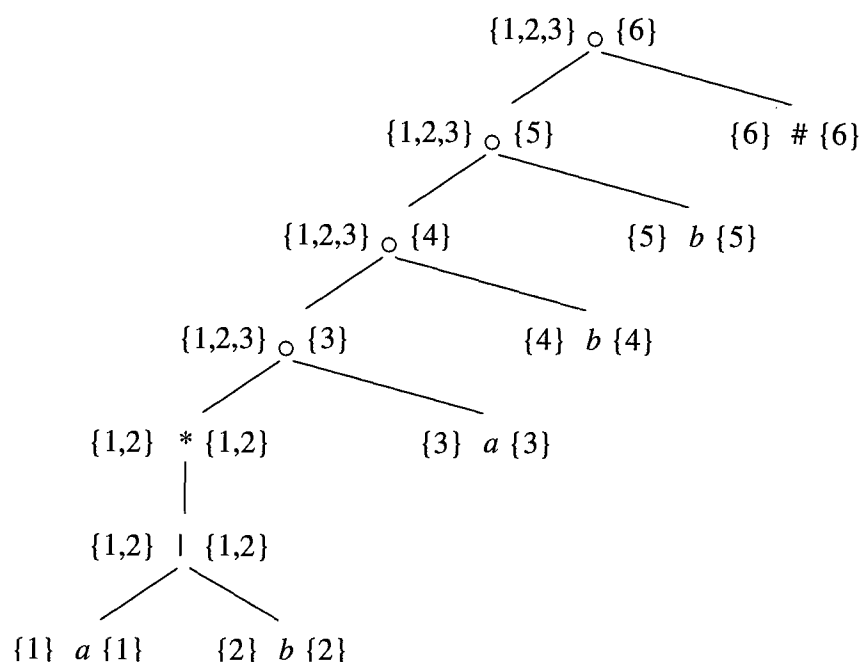 {1,2,3} ○ {6}
{1,2,3} ○ {5} {6} # {6}
{1,2,3} ○ {4} {5} b {5}
{1,2,3} ○ {3} {4} b {4}
{1,2} * {1,2} {3} a {3}
{1,2} | {1,2}
{1} a {1} {2} b {2}